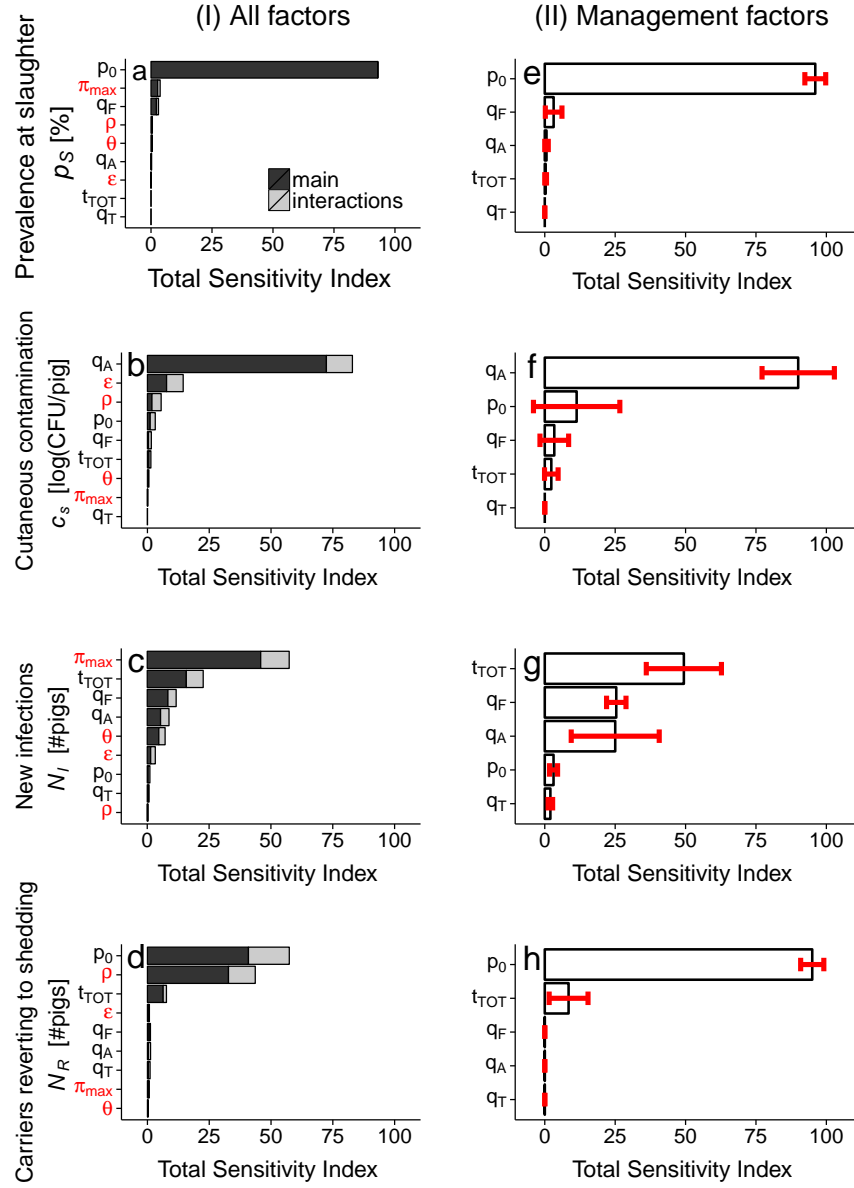 (I) All factors
(II) Management factors
Prevalence at slaughter
p_S [%]
a
p0
πmax
qF
ρ
θ
qA
ε
tTOT
qT
main
interactions
0 25 50 75 100
Total Sensitivity Index
e
p0
qF
qA
tTOT
qT
0 25 50 75 100
Total Sensitivity Index
Cutaneous contamination
c_s [log(CFU/pig]
b
qA
ε
ρ
p0
qF
tTOT
θ
πmax
qT
0 25 50 75 100
Total Sensitivity Index
f
qA
p0
qF
tTOT
qT
0 25 50 75 100
Total Sensitivity Index
New infections
N_I [#pigs]
c
πmax
tTOT
qF
qA
θ
ε
p0
qT
ρ
0 25 50 75 100
Total Sensitivity Index
g
tTOT
qF
qA
p0
qT
0 25 50 75 100
Total Sensitivity Index
Carriers reverting to shedding
N_R [#pigs]
d
p0
ρ
tTOT
ε
qF
qA
qT
πmax
θ
0 25 50 75 100
Total Sensitivity Index
h
p0
tTOT
qF
qA
qT
0 25 50 75 100
Total Sensitivity Index